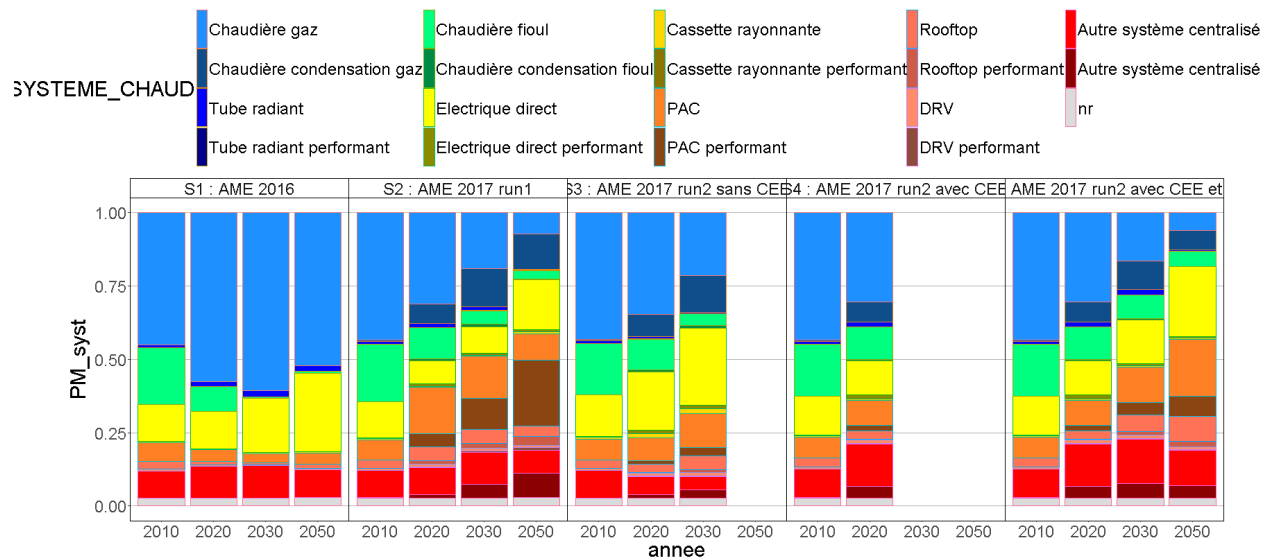 Chaudière gaz Chaudière fioul Cassette rayonnante Rooftop Autre système centralisé
SYSTEME_CHAUD Chaudière condensation gaz Chaudière condensation fioul Cassette rayonnante performant Rooftop performant Autre système centralisé
Tube radiant Electrique direct PAC DRV nr
Tube radiant performant Electrique direct performant PAC performant DRV performant
S1 : AME 2016 S2 : AME 2017 run1 S3 : AME 2017 run2 sans CEE S4 : AME 2017 run2 avec CEE AME 2017 run2 avec CEE et
1.00
0.75
0.50
0.25
0.00
PM_syst
2010 2020 2030 2050 2010 2020 2030 2050 2010 2020 2030 2050 2010 2020 2030 2050 2010 2020 2030 2050
annee